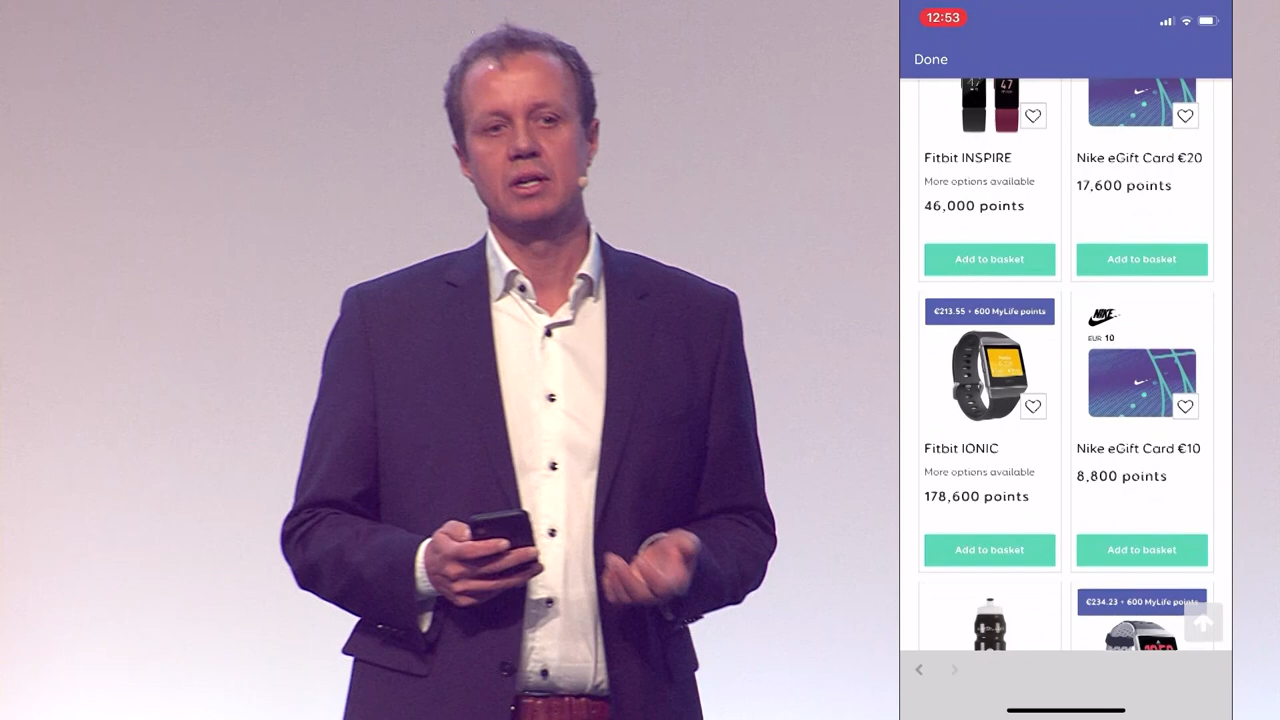 12:53
Done
47
Fitbit INSPIRE
More options available
46,000 points
Add to basket
Nike eGift Card €20
17,600 points
Add to basket
€213.55 + 600 MyLife points
Fitbit IONIC
More options available
178,600 points
Add to basket
NIKE
EUR 10
Nike eGift Card €10
8,800 points
Add to basket
€234.23 + 600 MyLife points